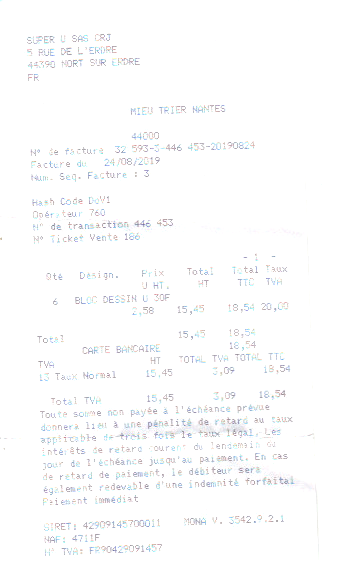 SUPER U SAS GRJ
5 RUE DE L'ERDRE
44390 NORT SUR ERDRE
FR
MIEU TRIER NANTES
44000
N° de facture 32 593-3-446 453-20190824
Facture du 24/08/2019
Num. Seq. Facture : 3
Hash Code DoV1
Opérateur 760
N° de transaction 446 453
N° Ticket Vente 186
- 1 -
Qté Désign. Prix Total Total Taux
U HT. HT TTC TVA
6 BLOC DESSIN U 30F
2,58 15,45 18,54 20,00
Total 15,45 18,54
CARTE BANCAIRE 18,54
TVA HT TOTAL TVA TOTAL TTC
13 Taux Normal 15,45 3,09 18,54
Total TVA 15,45 3,09 18,54
Toute somme non payée à l'échéance prévue
donnera lieu à une pénalité de retard au taux
applicable de trois fois le taux légal. Les
intérêts de retard courent du lendemain du
jour de l'échéance jusqu'au paiement. En cas
de retard de paiement, le débiteur sera
également redevable d'une indemnité forfaitai
Paiement immédiat
SIRET: 42909145700011 MONA V. 3542.9.2.1
NAF: 4711F
N° TVA: FR90429091457